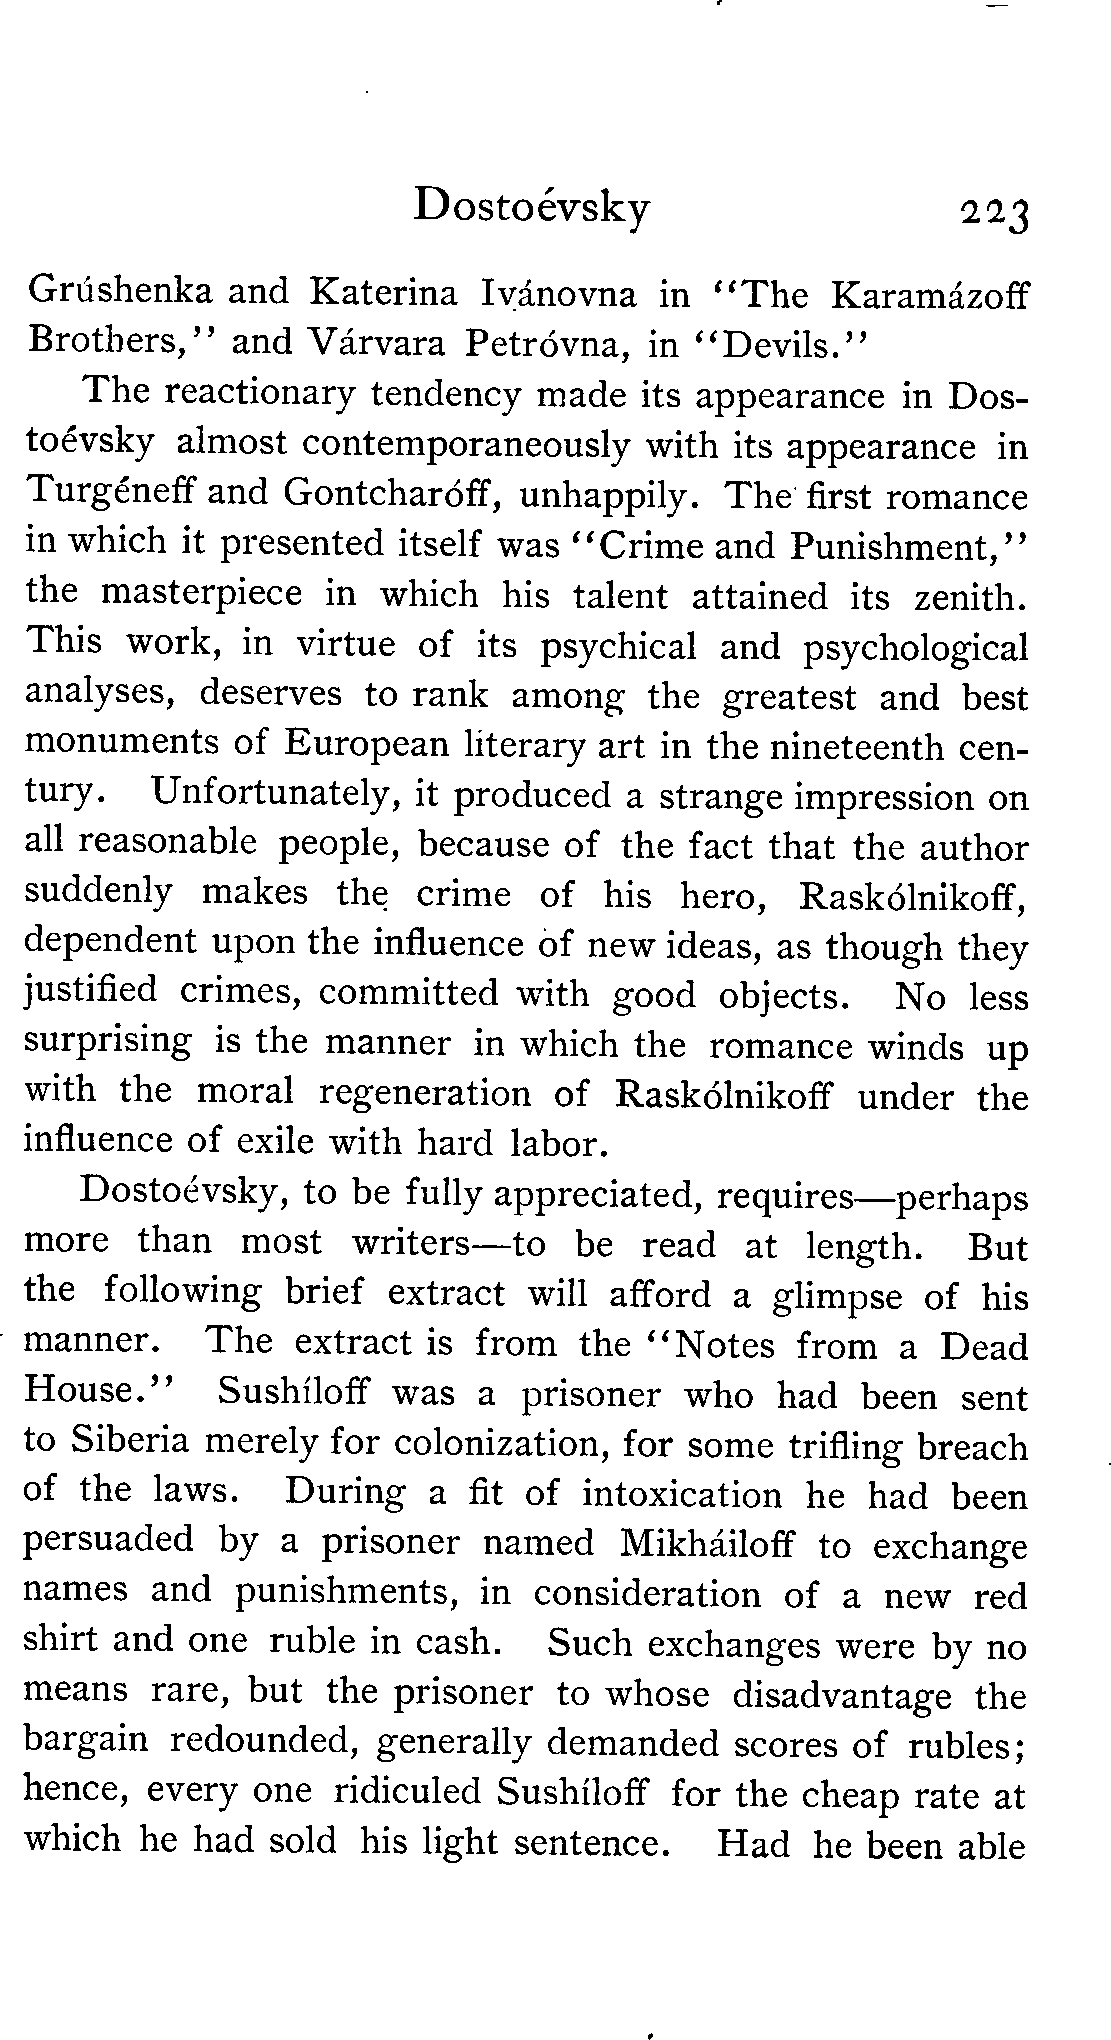 Dostoévsky 223
Grúshenka and Katerina Ivánovna in "The Karamázoff
Brothers," and Várvara Petróvna, in "Devils."
The reactionary tendency made its appearance in Dos-
toévsky almost contemporaneously with its appearance in
Turgéneff and Gontcharóff, unhappily. The first romance
in which it presented itself was "Crime and Punishment,"
the masterpiece in which his talent attained its zenith.
This work, in virtue of its psychical and psychological
analyses, deserves to rank among the greatest and best
monuments of European literary art in the nineteenth cen-
tury. Unfortunately, it produced a strange impression on
all reasonable people, because of the fact that the author
suddenly makes the crime of his hero, Raskólnikoff,
dependent upon the influence of new ideas, as though they
justified crimes, committed with good objects. No less
surprising is the manner in which the romance winds up
with the moral regeneration of Raskólnikoff under the
influence of exile with hard labor.
Dostoévsky, to be fully appreciated, requires—perhaps
more than most writers—to be read at length. But
the following brief extract will afford a glimpse of his
manner. The extract is from the "Notes from a Dead
House." Sushíloff was a prisoner who had been sent
to Siberia merely for colonization, for some trifling breach
of the laws. During a fit of intoxication he had been
persuaded by a prisoner named Mikháiloff to exchange
names and punishments, in consideration of a new red
shirt and one ruble in cash. Such exchanges were by no
means rare, but the prisoner to whose disadvantage the
bargain redounded, generally demanded scores of rubles;
hence, every one ridiculed Sushíloff for the cheap rate at
which he had sold his light sentence. Had he been able